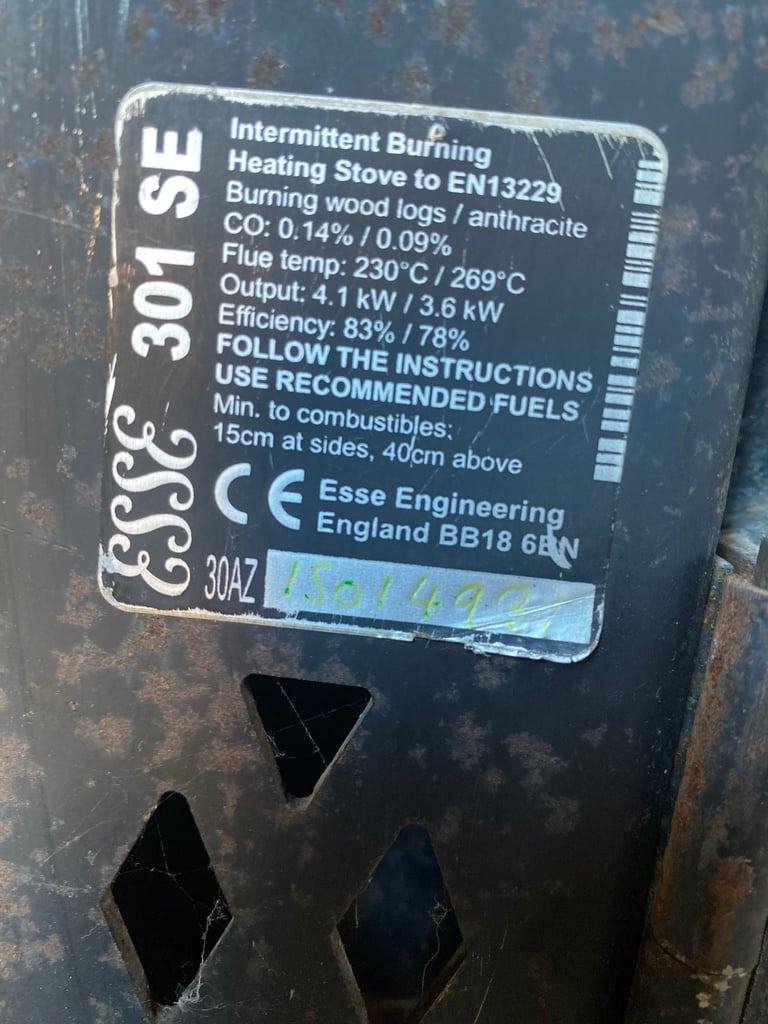 ESSE 301 SE
Intermittent Burning
Heating Stove to EN13229
Burning wood logs / anthracite
CO: 0.14% / 0.09%
Flue temp: 230°C / 269°C
Output: 4.1 kW / 3.6 kW
Efficiency: 83% / 78%
FOLLOW THE INSTRUCTIONS
USE RECOMMENDED FUELS
Min. to combustibles:
15cm at sides, 40cm above
CE Esse Engineering
England BB18
30AZ